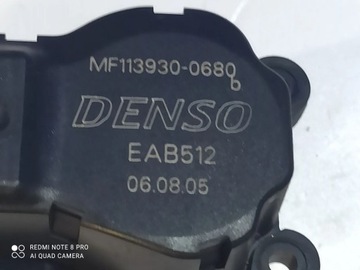 MF113930-0680
b
DENSO
EAB512
06.08.05
REDMI NOTE 8 PRO
AI QUAD CAMERA